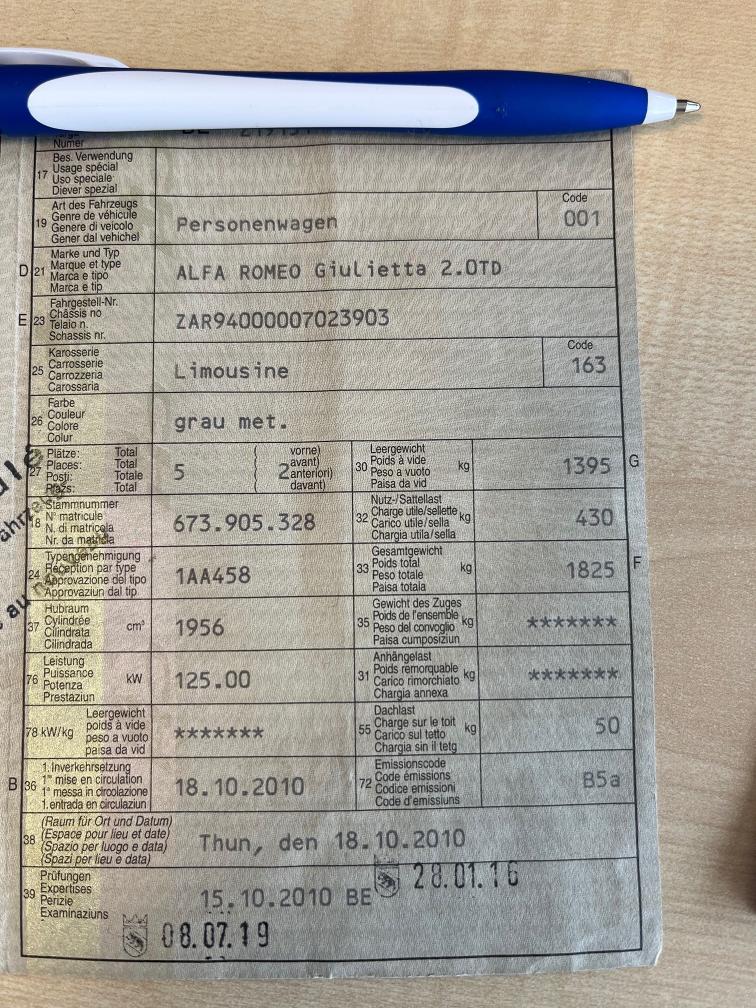 Numer
17
Bes. Verwendung
Usage spécial
Uso speciale
Diever spezial
19
Art des Fahrzeugs
Genre de véhicule
Genere di veicolo
Gener dal vehichel
Personenwagen
Code
001
D 21
Marke und Typ
Marque et type
Marca e tipo
Marca e tip
ALFA ROMEO Giulietta 2.0TD
E 23
Fahrgestell-Nr.
Châssis no
Telaio n.
Schassis nr.
ZAR94000007023903
25
Karosserie
Carrosserie
Carrozzeria
Carossaria
Limousine
Code
163
26
Farbe
Couleur
Colore
Colur
grau met.
27
Plätze: Total
Places: Total
Posti: Totale
Plazs: Total
5
( vorne)
avant)
2 anteriori)
( davant)
30
Leergewicht
Poids à vide
Peso a vuoto
Paisa da vid
kg
1395 G
18
Stammnummer
N° matricule
N. di matricola
Nr. da matricla
673.905.328
32
Nutz-/Sattellast
Charge utile/sellette
Carico utile/sella
Chargia utila/sella
kg
430
24
Typengenehmigung
Réception par type
Approvazione del tipo
Approvaziun dal tip
1AA458
33
Gesamtgewicht
Poids total
Peso totale
Paisa totala
kg
1825 F
37
Hubraum
Cylindrée
Cilindrata
Cilindrada
cm³
1956
35
Gewicht des Zuges
Poids de l'ensemble
Peso del convoglio
Paisa cumposiziun
kg
*******
76
Leistung
Puissance
Potenza
Prestaziun
kW
125.00
31
Anhängelast
Poids remorquable
Carico rimorchiato
Chargia annexa
kg
*******
78 kW/kg
Leergewicht
poids à vide
peso a vuoto
paisa da vid
*******
55
Dachlast
Charge sur le toit
Carico sul tetto
Chargia sin il tetg
kg
50
B 36
1. Inverkehrsetzung
1re mise en circulation
1a messa in circolazione
1. entrada en circulaziun
18.10.2010
72
Emissionscode
Code émissions
Codice emissioni
Code d'emissiuns
B5a
38
(Raum für Ort und Datum)
(Espace pour lieu et date)
(Spazio per luogo e data)
(Spazi per lieu e data)
Thun, den 18.10.2010
39
Prüfungen
Expertises
Perizie
Examinaziuns
15.10.2010 BE
28.01.16
08.07.19